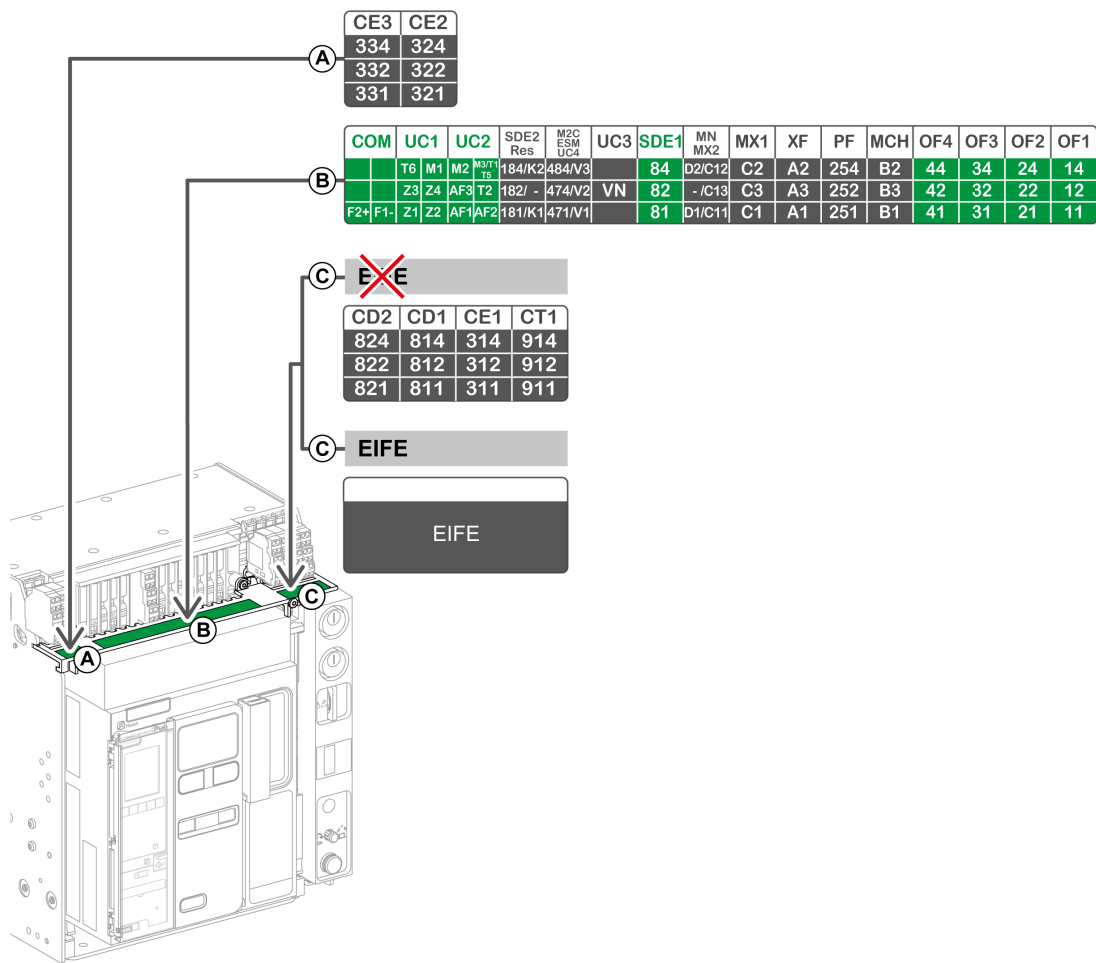 CE3 CE2
334 324
332 322
331 321
A
COM UC1 UC2 SDE2 Res M2C ESM UC4 UC3 SDE1 MN MX2 MX1 XF PF MCH OF4 OF3 OF2 OF1
T6 M1 M2 M3/T1 T5 184/K2 484/V3 84 D2/C12 C2 A2 254 B2 44 34 24 14
Z3 Z4 AF3 T2 182/ - 474/V2 VN 82 - /C13 C3 A3 252 B3 42 32 22 12
F2+ F1- Z1 Z2 AF1 AF2 181/K1 471/V1 81 D1/C11 C1 A1 251 B1 41 31 21 11
B
C
CD2 CD1 CE1 CT1
824 814 314 914
822 812 312 912
821 811 311 911
C EIFE
EIFE
C
B
A